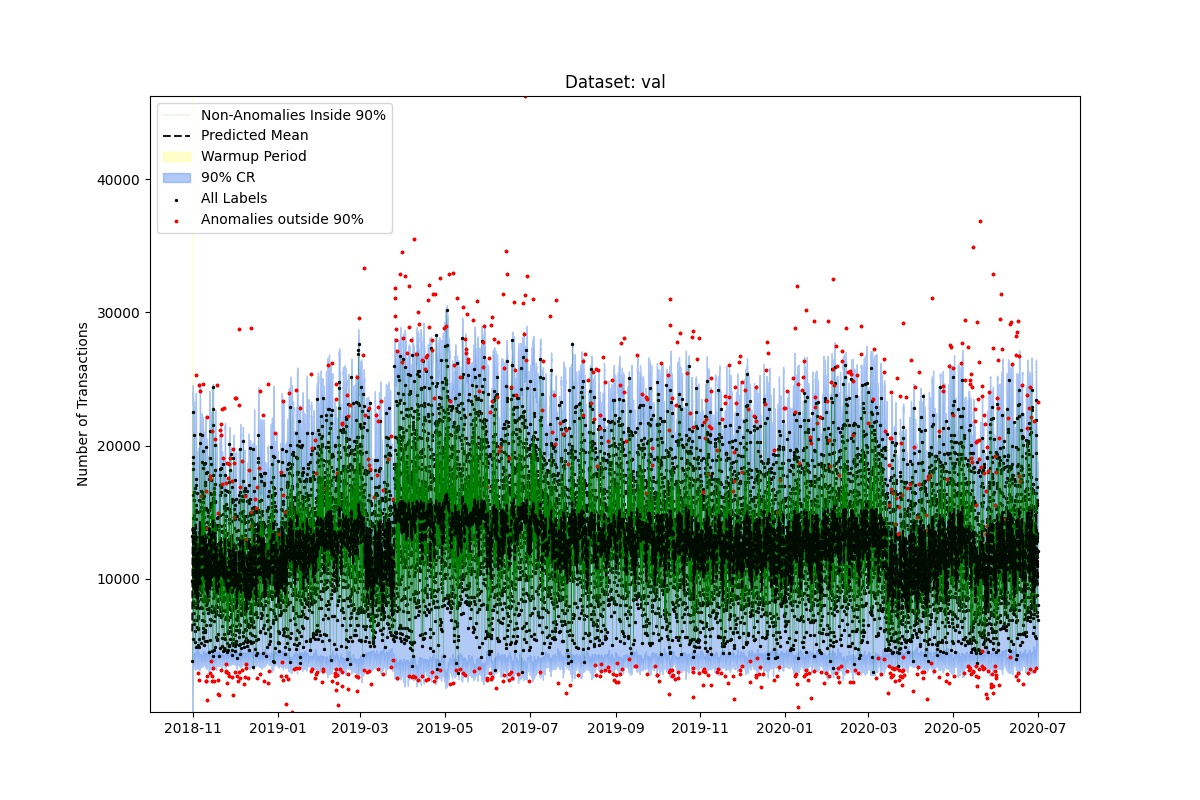 Dataset: val
Non-Anomalies Inside 90%
Predicted Mean
Warmup Period
90% CR
All Labels
Anomalies outside 90%
Number of Transactions
40000
30000
20000
10000
2018-11 2019-01 2019-03 2019-05 2019-07 2019-09 2019-11 2020-01 2020-03 2020-05 2020-07